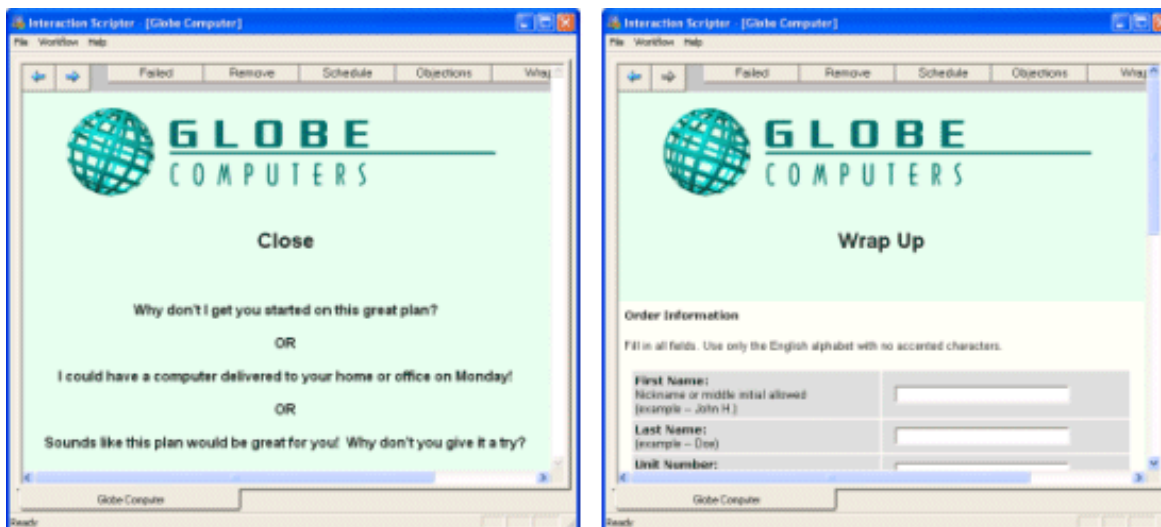 Interaction Scripter - [Globe Computer]
File Workflow Help
Failed Remove Schedule Objections Wrap
GLOBE
COMPUTERS
Close
Why don't I get you started on this great plan?
OR
I could have a computer delivered to your home or office on Monday!
OR
Sounds like this plan would be great for you! Why don't you give it a try?
Globe Computer
Ready
Interaction Scripter - [Globe Computer]
File Workflow Help
Failed Remove Schedule Objections Wrap
GLOBE
COMPUTERS
Wrap Up
Order Information
Fill in all fields. Use only the English alphabet with no accented characters.
First Name:
Nickname or middle initial allowed
(example -- John H.)
Last Name:
(example -- Doe)
Unit Number:
Globe Computer
Ready